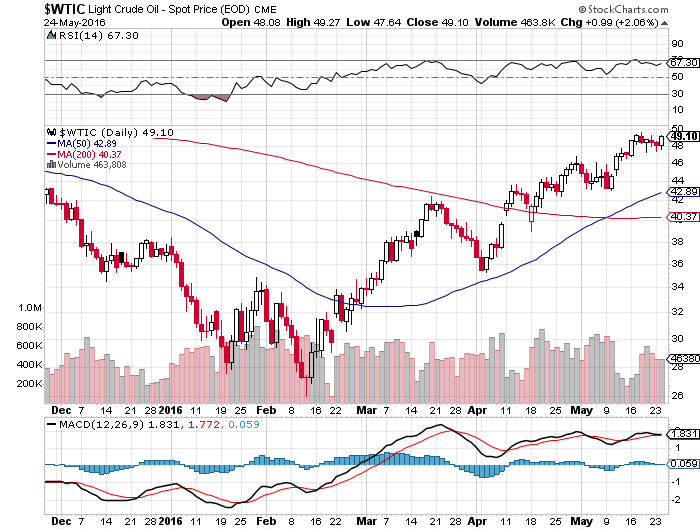 $WTIC Light Crude Oil - Spot Price (EOD) CME © StockCharts.com
24-May-2016 Open 48.08 High 49.27 Low 47.64 Close 49.10 Volume 463.8K Chg +0.99 (+2.06%)
RSI(14) 67.30
90
70
67.30
50
30
10
$WTIC (Daily) 49.10
MA(50) 42.89
MA(200) 40.37
Volume 463,808
50
49.10
48
46
44
42.89
42
40.37
38
36
34
32
30
28
26
1.0M
800K
600K
400K
200K
46380
Dec 7 14 21 28 2016 11 19 25 Feb 8 16 22 Mar 7 14 21 28 Apr 11 18 25 May 9 16 23
MACD(12,26,9) 1.831, 1.772, 0.059
2
1.831
1
0.059
-1
-2
Dec 7 14 21 28 2016 11 19 25 Feb 8 16 22 Mar 7 14 21 28 Apr 11 18 25 May 9 16 23